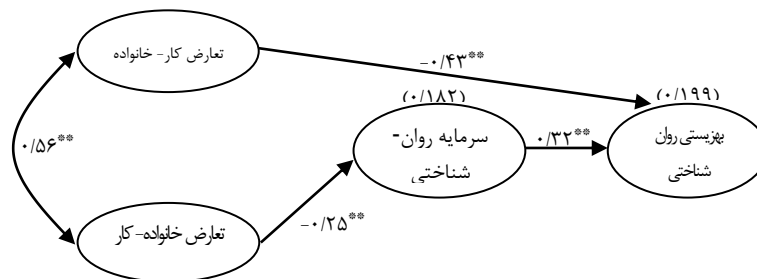 تعارض کار- خانواده
-۰/۴۳**
(۰/۱۸۲)
(۰/۱۹۹)
۰/۵۶**
سرمایه روان-
شناختی
۰/۳۲**
بهزیستی روان
شناختی
تعارض خانواده-کار
-۰/۲۵**